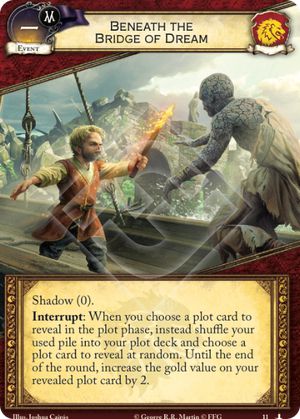 Beneath the
Bridge of Dream
Event
Shadow (0).
Interrupt: When you choose a plot card to
reveal in the plot phase, instead shuffle your
used pile into your plot deck and choose a
plot card to reveal at random. Until the end
of the round, increase the gold value on your
revealed plot card by 2.
Illus. Joshua Cairós
© George R.R. Martin © FFG
11